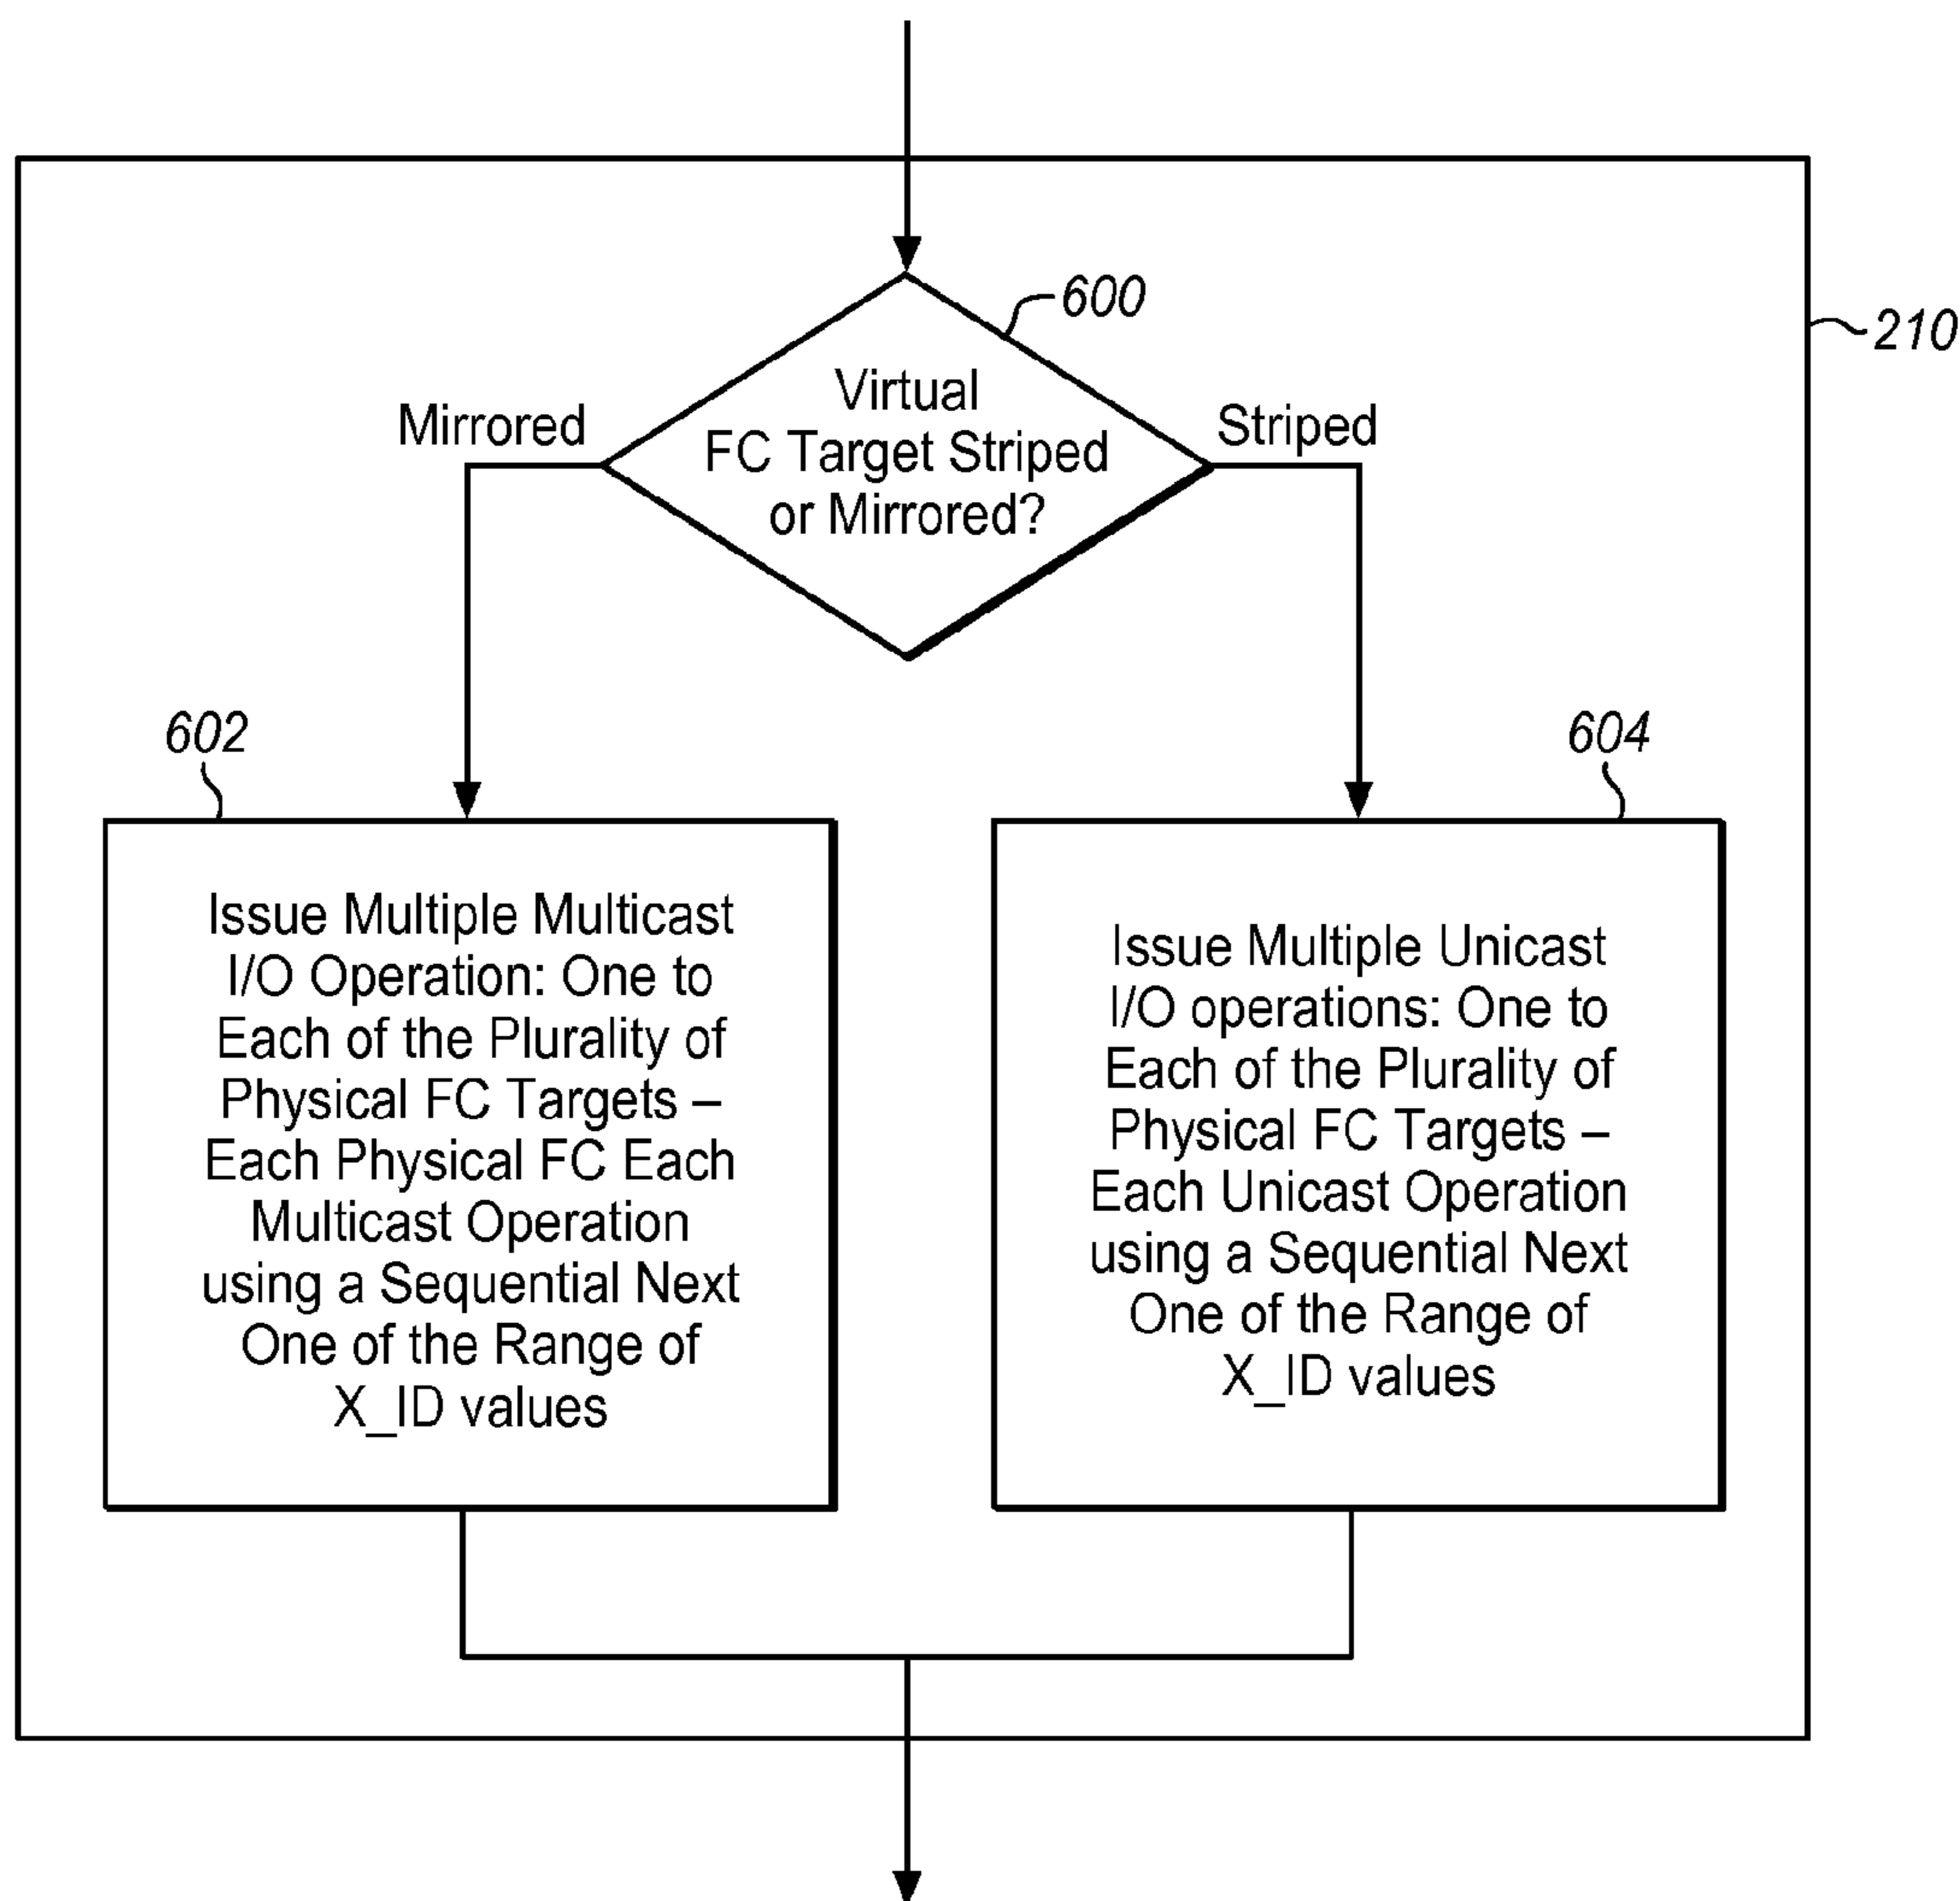 600
210
Virtual
FC Target Striped
or Mirrored?
Mirrored
Striped
602
604
Issue Multiple Multicast
I/O Operation: One to
Each of the Plurality of
Physical FC Targets –
Each Physical FC Each
Multicast Operation
using a Sequential Next
One of the Range of
X_ID values
Issue Multiple Unicast
I/O operations: One to
Each of the Plurality of
Physical FC Targets –
Each Unicast Operation
using a Sequential Next
One of the Range of
X_ID values